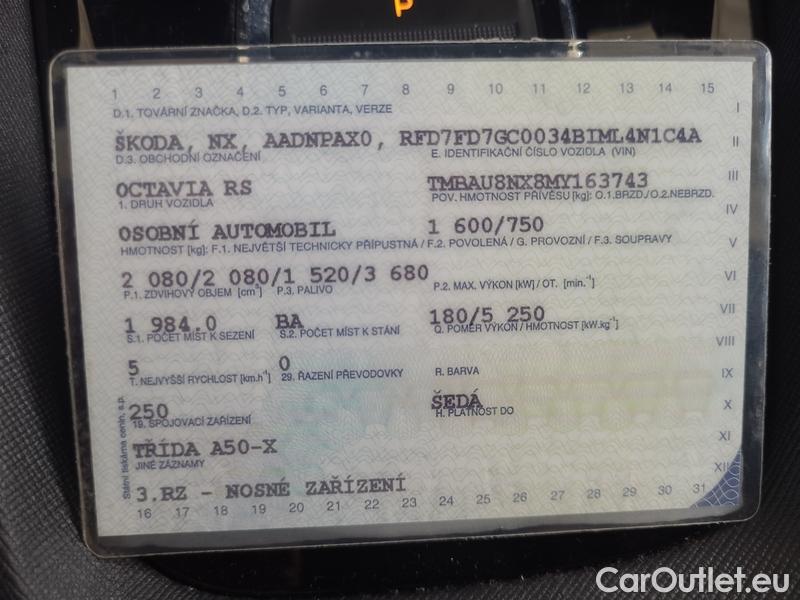 P
1 2 3 4 5 6 7 8 9 10 11 12 13 14 15
D.1. TOVÁRNÍ ZNAČKA, D.2. TYP, VARIANTA, VERZE
I
ŠKODA, NX, AADNPAX0, RFD7FD7GC0034BIML4N1C4A
II
D.3. OBCHODNÍ OZNAČENÍ E. IDENTIFIKAČNÍ ČÍSLO VOZIDLA (VIN)
OCTAVIA RS TMBAU8NX8MY163743
III
1. DRUH VOZIDLA POV. HMOTNOST PŘÍVĚSU [kg]: O.1.BRZD./O.2.NEBRZD.
IV
OSOBNÍ AUTOMOBIL 1 600/750
HMOTNOST [kg]: F.1. NEJVĚTŠÍ TECHNICKY PŘÍPUSTNÁ / F.2. POVOLENÁ / G. PROVOZNÍ / F.3. SOUPRAVY
V
2 080/2 080/1 520/3 680
VI
P.1. ZDVIHOVÝ OBJEM [cm³] P.3. PALIVO P.2. MAX. VÝKON [kW] / OT. [min.⁻¹]
1 984.0 BA 180/5 250
VII
S.1. POČET MÍST K SEZENÍ S.2. POČET MÍST K STÁNÍ Q. POMĚR VÝKON / HMOTNOST [kW.kg⁻¹]
VIII
5 0
T. NEJVYŠŠÍ RYCHLOST [km.h⁻¹] 29. ŘAZENÍ PŘEVODOVKY R. BARVA
IX
250 ŠEDÁ
X
19. SPOJOVACÍ ZAŘÍZENÍ H. PLATNOST DO
TŘÍDA A50-X
XI
JINÉ ZÁZNAMY
XII
3.RZ - NOSNÉ ZAŘÍZENÍ
16 17 18 19 20 21 22 23 24 25 26 27 28 29 30 31
Státní tiskárna cenin, s.p.
CarOutlet.eu